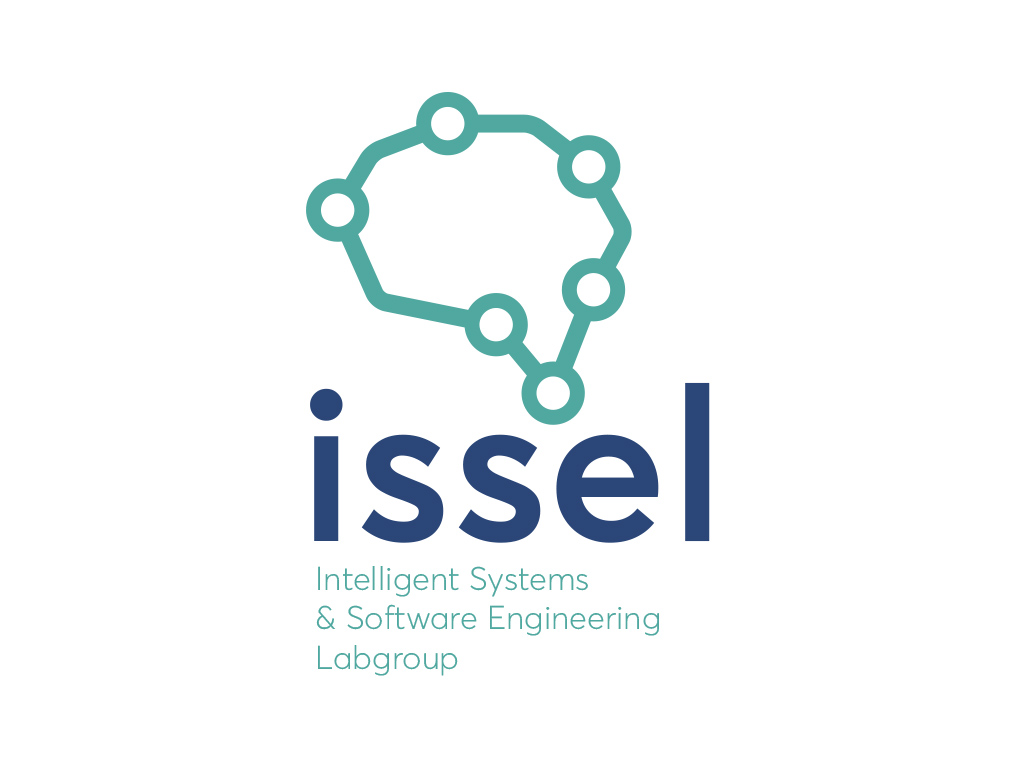 issel
Intelligent Systems
& Software Engineering
Labgroup